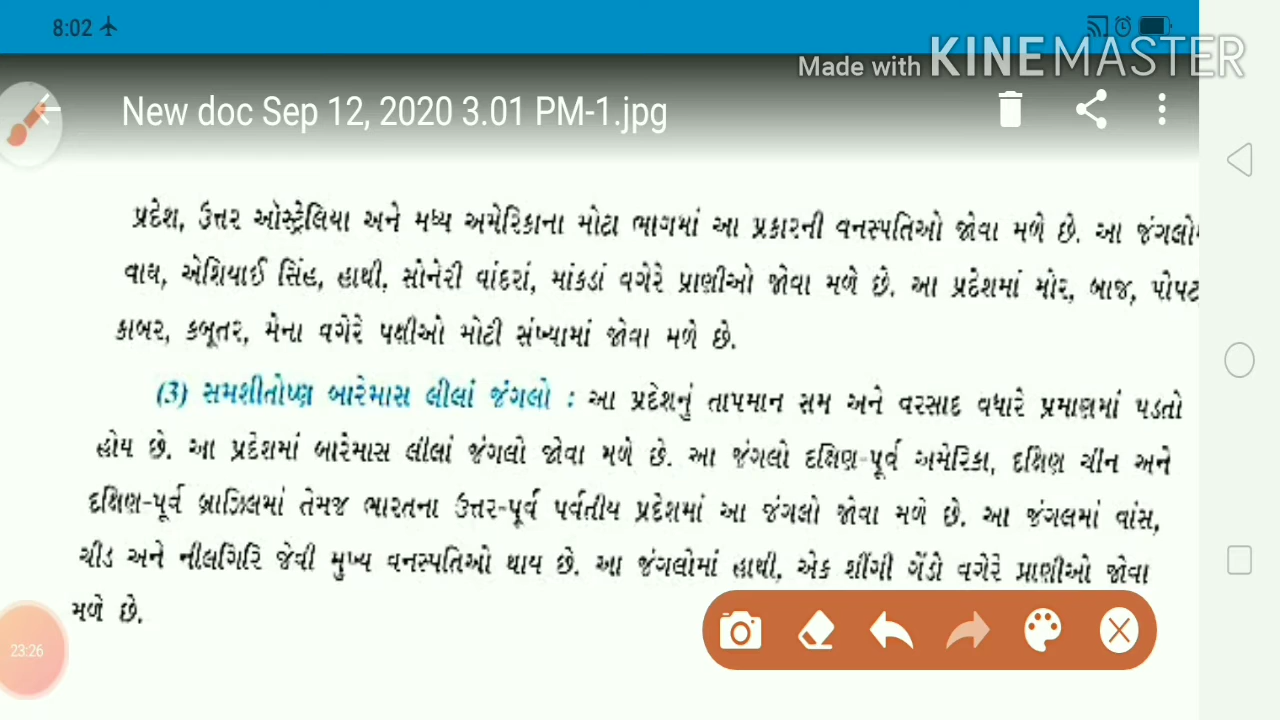 8:02
Made with KINEMASTER
New doc Sep 12, 2020 3.01 PM-1.jpg
પ્રદેશ, ઉત્તર ઑસ્ટ્રેલિયા અને મધ્ય અમેરિકાના મોટા ભાગમાં આ પ્રકારની વનસ્પતિઓ જોવા મળે છે. આ
વાઘ, એશિયાઈ સિંહ, હાથી, સોનેરી વાંદરાં, માંકડાં વગેરે પ્રાણીઓ જોવા મળે છે. આ પ્રદેશમાં મોર, બાજ, પોપટ
કાબર, કબૂતર, મેના વગેરે પક્ષીઓ મોટી સંખ્યામાં જોવા મળે છે.
(3) સમશીતોષ્ણ બારેમાસ લીલાં જંગલો : આ પ્રદેશનું તાપમાન સમ અને વરસાદ વધારે પ્રમાણમાં પડતો
હોય છે. આ પ્રદેશમાં બારેમાસ લીલાં જંગલો જોવા મળે છે. આ જંગલો દક્ષિણ-પૂર્વ અમેરિકા, દક્ષિણ ચીન અને
દક્ષિણ-પૂર્વ બ્રાઝિલમાં તેમજ ભારતના ઉત્તર-પૂર્વ પર્વતીય પ્રદેશમાં આ જંગલો જોવા મળે છે. આ જંગલમાં વાંસ,
ચીડ અને નીલગિરિ જેવી મુખ્ય વનસ્પતિઓ થાય છે. આ જંગલોમાં હાથી, એક શીંગી ગેંડો વગેરે પ્રાણીઓ જોવા
મળે છે.
23:26